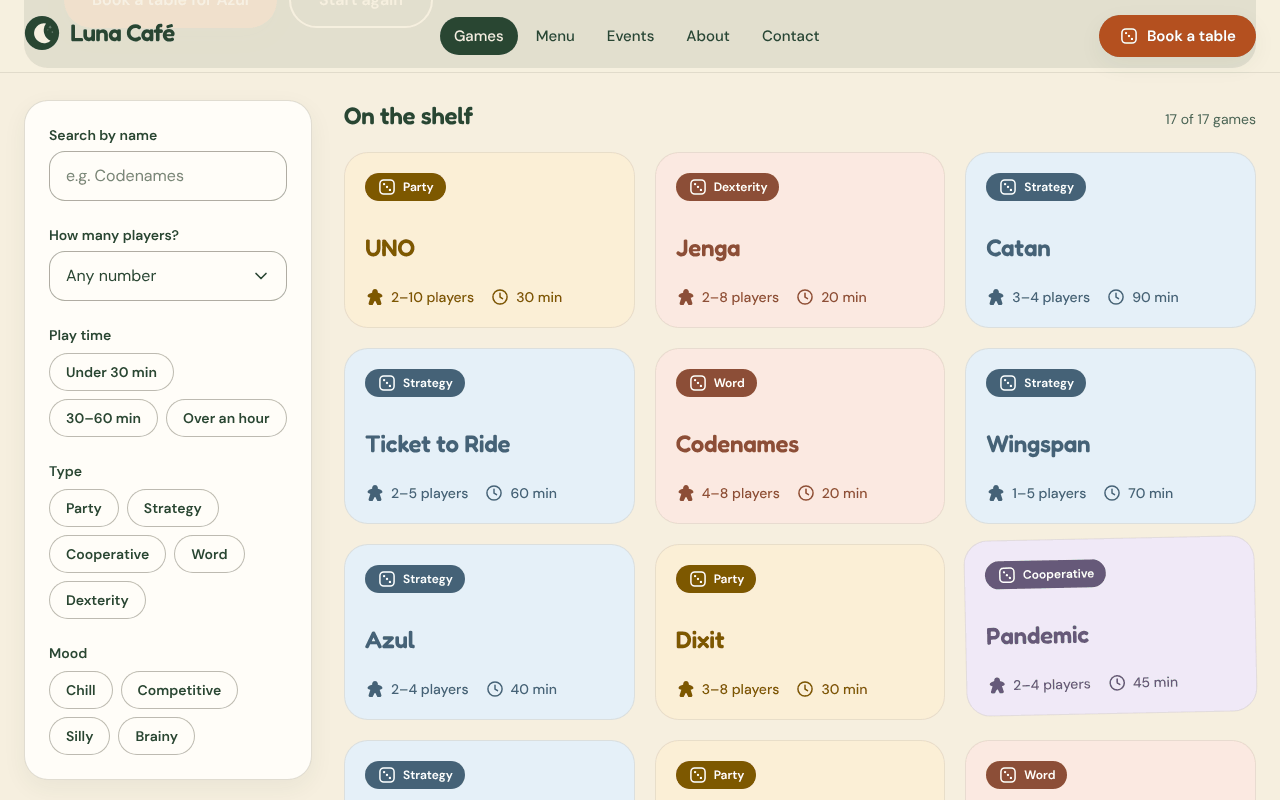 Book a table for Azul
Start again
Luna Café
Games
Menu
Events
About
Contact
Book a table
Search by name
e.g. Codenames
How many players?
Any number
Play time
Under 30 min
30–60 min
Over an hour
Type
Party
Strategy
Cooperative
Word
Dexterity
Mood
Chill
Competitive
Silly
Brainy
On the shelf
17 of 17 games
Party
UNO
2–10 players
30 min
Dexterity
Jenga
2–8 players
20 min
Strategy
Catan
3–4 players
90 min
Strategy
Ticket to Ride
2–5 players
60 min
Word
Codenames
4–8 players
20 min
Strategy
Wingspan
1–5 players
70 min
Strategy
Azul
2–4 players
40 min
Party
Dixit
3–8 players
30 min
Cooperative
Pandemic
2–4 players
45 min
Strategy
Party
Word